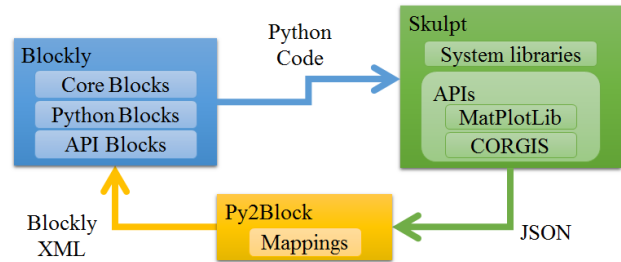 Blockly
Core Blocks
Python Blocks
API Blocks
Python
Code
Skulpt
System libraries
APIs
MatPlotLib
CORGIS
Blockly
XML
Py2Block
Mappings
JSON